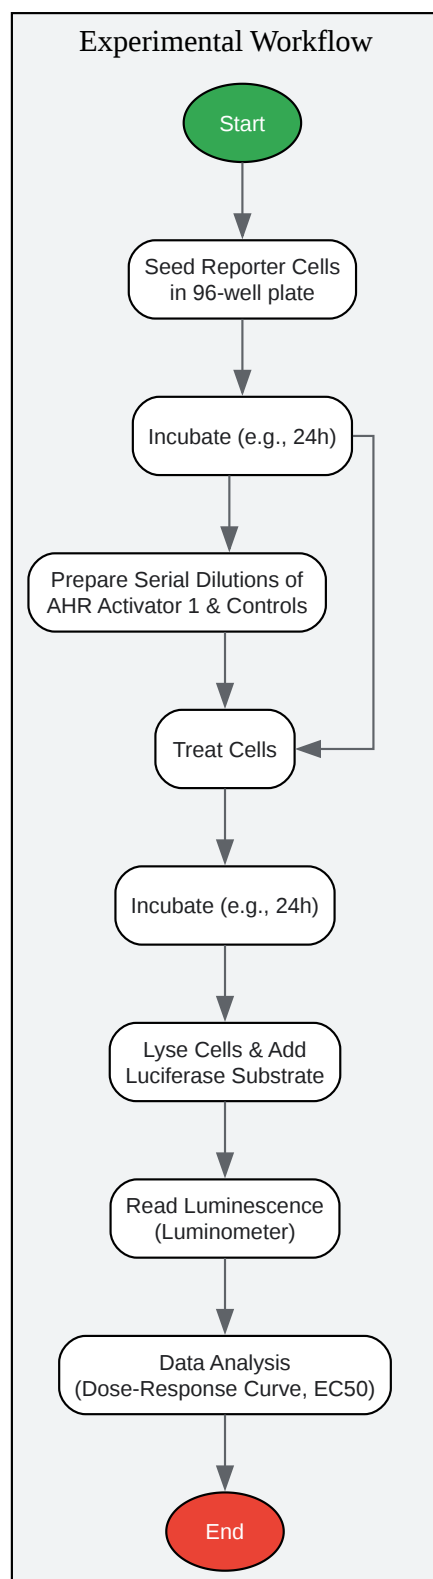 Experimental Workflow
Start
Seed Reporter Cells
in 96-well plate
Incubate (e.g., 24h)
Prepare Serial Dilutions of
AHR Activator 1 & Controls
Treat Cells
Incubate (e.g., 24h)
Lyse Cells & Add
Luciferase Substrate
Read Luminescence
(Luminometer)
Data Analysis
(Dose-Response Curve, EC50)
End